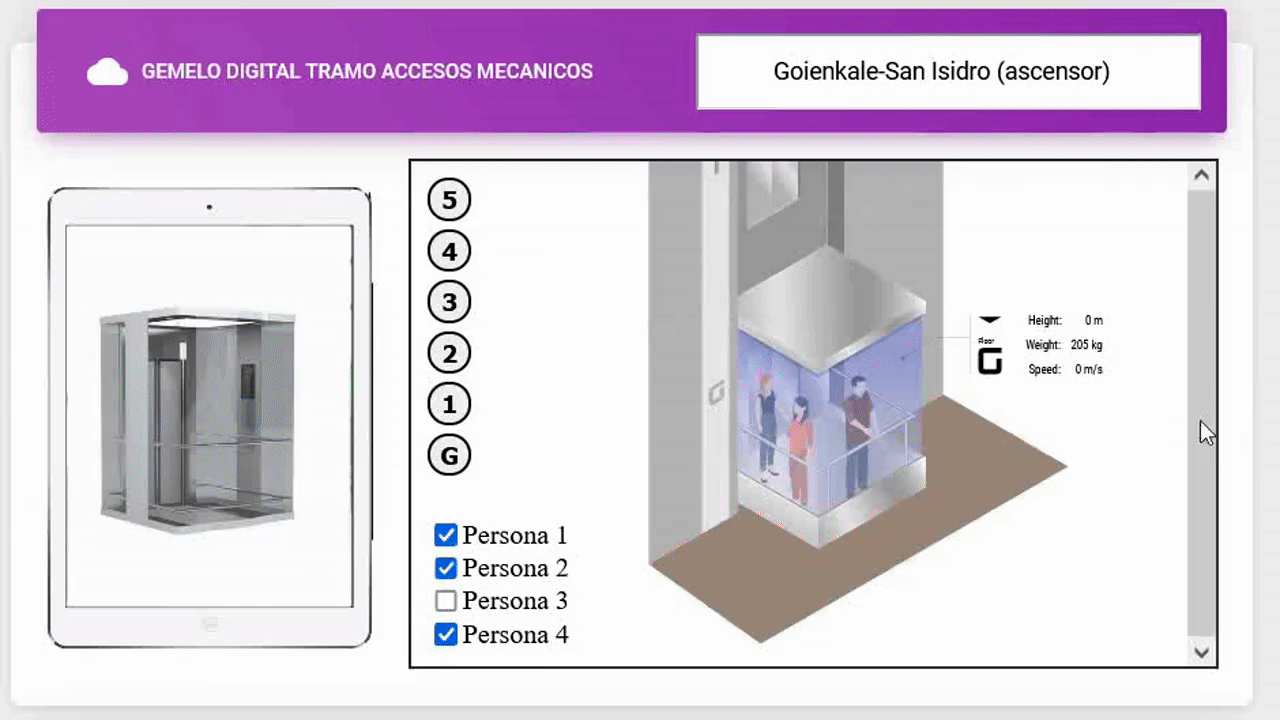 GEMELO DIGITAL TRAMO ACCESOS MECANICOS
Goienkale-San Isidro (ascensor)
5
4
3
2
1
G
Persona 1
Persona 2
Persona 3
Persona 4
G
Floor
G
Height: 0 m
Weight: 205 kg
Speed: 0 m/s